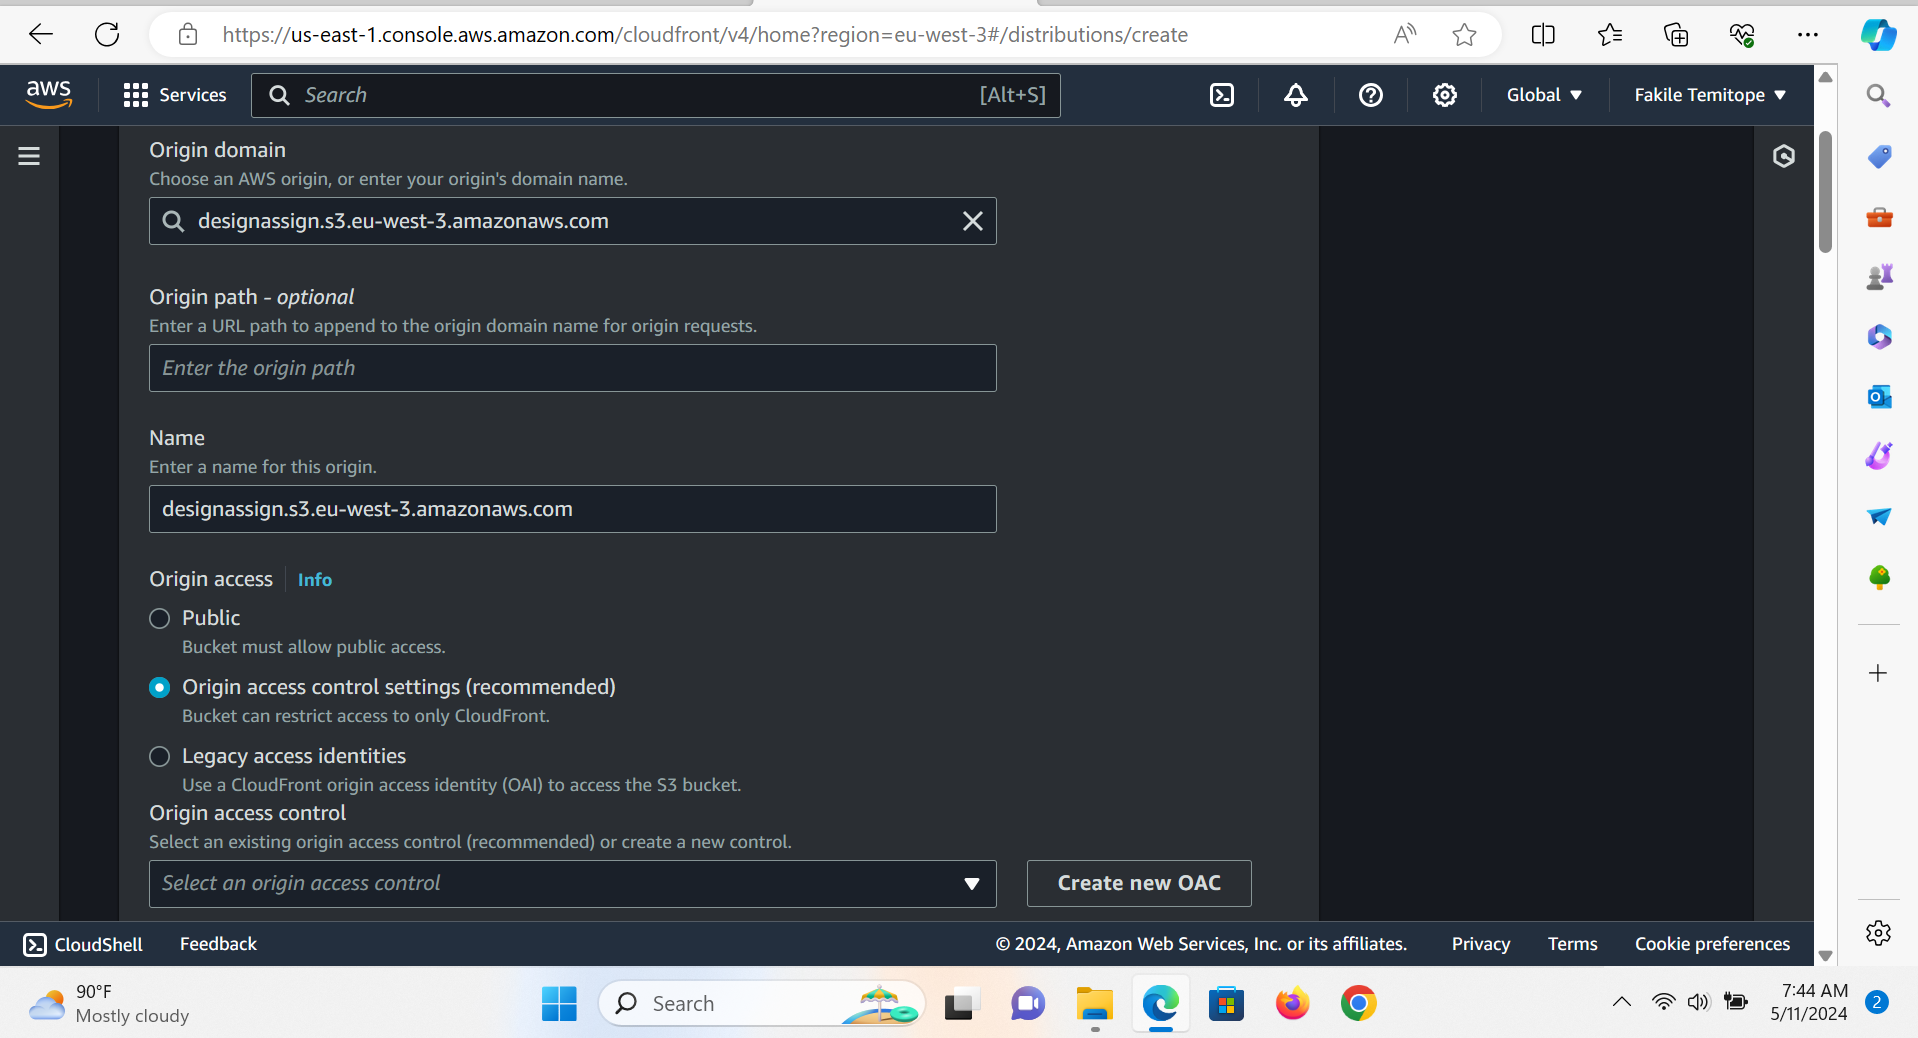 https://us-east-1.console.aws.amazon.com/cloudfront/v4/home?region=eu-west-3#/distributions/create
aws
Services
Search
[Alt+S]
Global
Fakile Temitope
Origin domain
Choose an AWS origin, or enter your origin's domain name.
designassign.s3.eu-west-3.amazonaws.com
Origin path - optional
Enter a URL path to append to the origin domain name for origin requests.
Enter the origin path
Name
Enter a name for this origin.
designassign.s3.eu-west-3.amazonaws.com
Origin access
Info
Public
Bucket must allow public access.
Origin access control settings (recommended)
Bucket can restrict access to only CloudFront.
Legacy access identities
Use a CloudFront origin access identity (OAI) to access the S3 bucket.
Origin access control
Select an existing origin access control (recommended) or create a new control.
Select an origin access control
Create new OAC
CloudShell
Feedback
© 2024, Amazon Web Services, Inc. or its affiliates.
Privacy
Terms
Cookie preferences
90°F
Mostly cloudy
Search
7:44 AM
5/11/2024
2